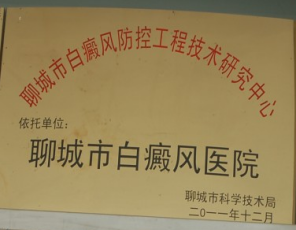 聊城市白癜风防控工程技术研究中心
依托单位:
聊城市白癜风医院
聊城市科学技术局
二〇一一年十二月